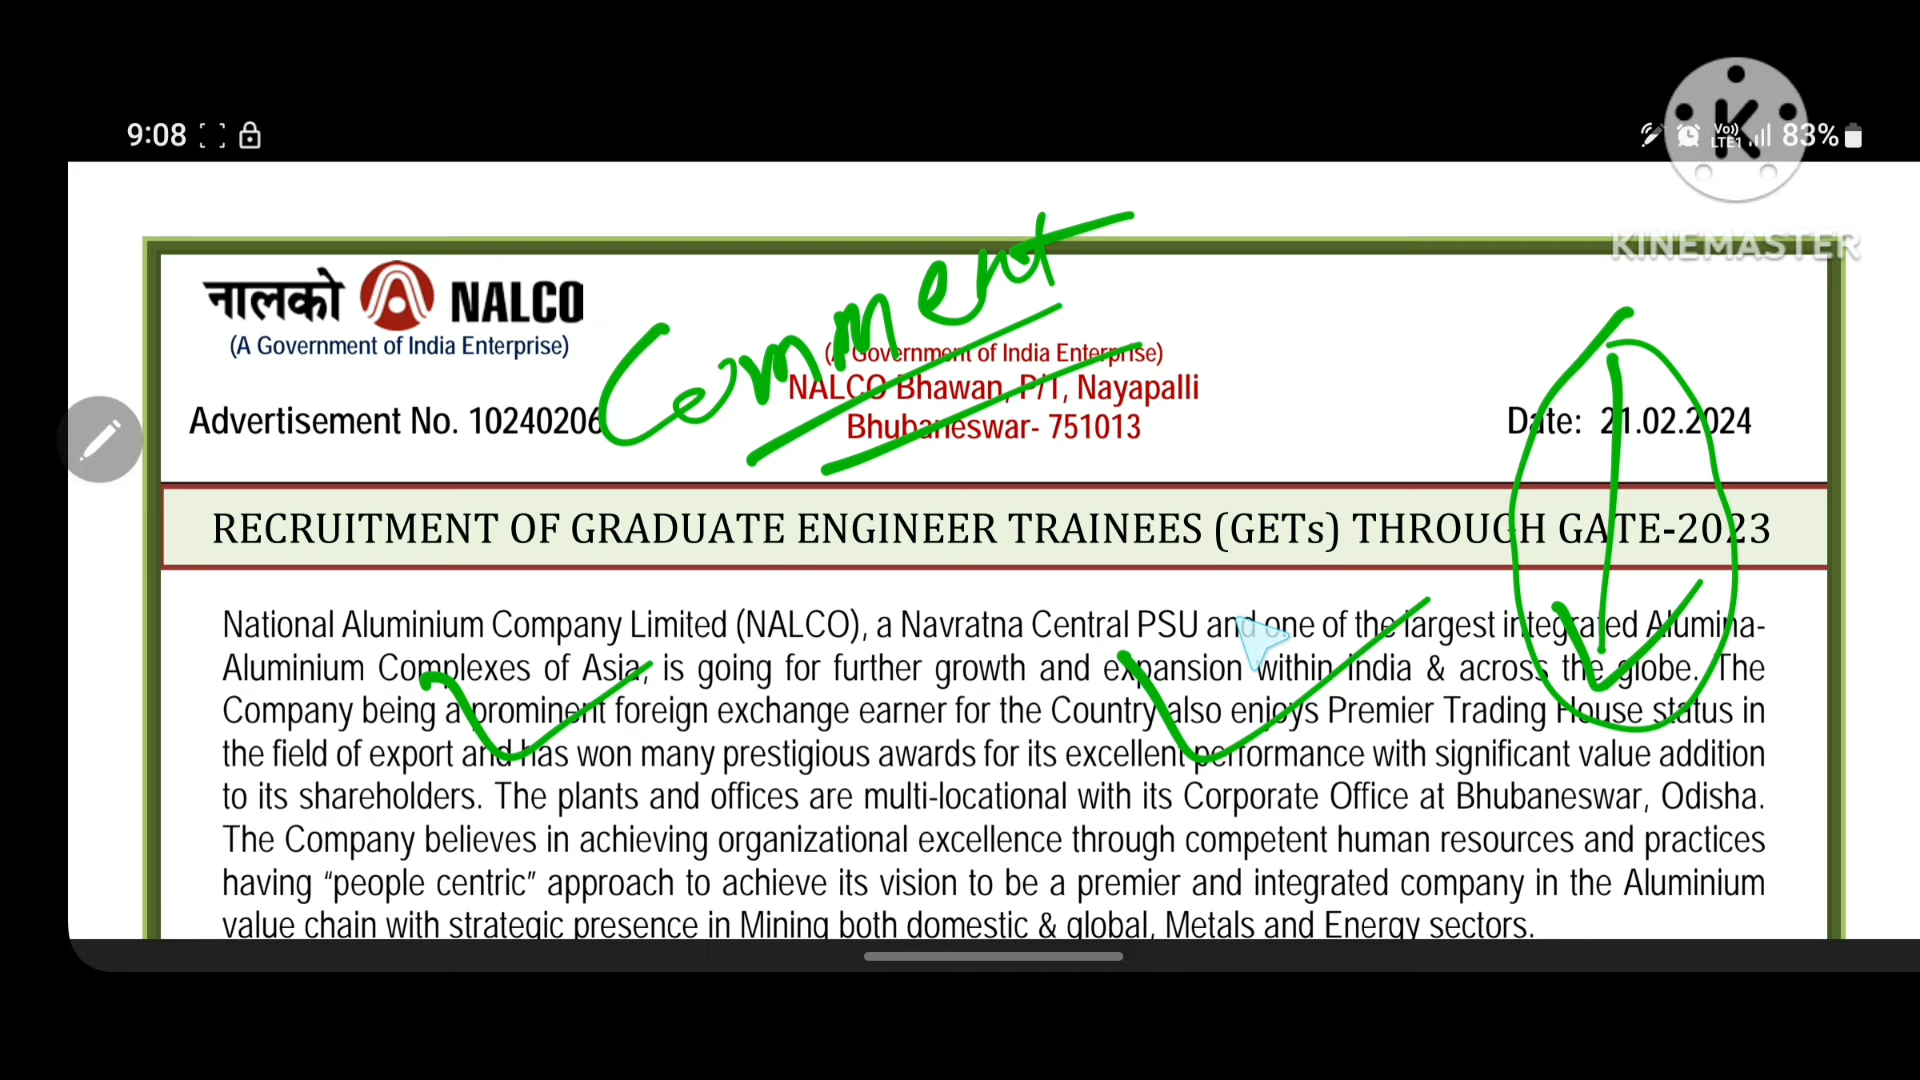 9:08
Vo)) LTE1 83%
KINEMASTER
नालको NALCO
(A Government of India Enterprise)
Comment
(A Government of India Enterprise)
NALCO Bhawan, P/1, Nayapalli
Bhubaneswar- 751013
Advertisement No. 10240206
Date: 21.02.2024
RECRUITMENT OF GRADUATE ENGINEER TRAINEES (GETs) THROUGH GATE-2023
National Aluminium Company Limited (NALCO), a Navratna Central PSU and one of the largest integrated Alumina-
Aluminium Complexes of Asia, is going for further growth and expansion within India & across the globe. The
Company being a prominent foreign exchange earner for the Country also enjoys Premier Trading House status in
the field of export and has won many prestigious awards for its excellent performance with significant value addition
to its shareholders. The plants and offices are multi-locational with its Corporate Office at Bhubaneswar, Odisha.
The Company believes in achieving organizational excellence through competent human resources and practices
having “people centric” approach to achieve its vision to be a premier and integrated company in the Aluminium
value chain with strategic presence in Mining both domestic & global, Metals and Energy sectors.